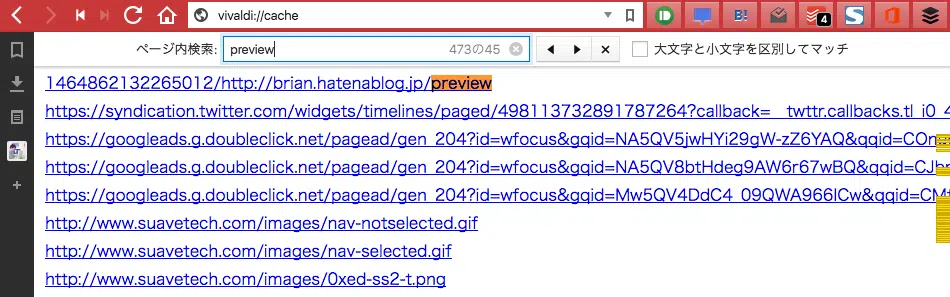 vivaldi://cache
B!
4
S
ページ内検索: preview 473の45 大文字と小文字を区別してマッチ
1464862132265012/http://brian.hatenablog.jp/preview
https://syndication.twitter.com/widgets/timelines/paged/498113732891787264?callback=__twttr.callbacks.tl_i0_4
https://googleads.g.doubleclick.net/pagead/gen_204?id=wfocus&gqid=NA5QV5jwHYi29gW-zZ6YAQ&qqid=COn
https://googleads.g.doubleclick.net/pagead/gen_204?id=wfocus&gqid=NA5QV8btHdeg9AW6r67wBQ&qqid=CJb
https://googleads.g.doubleclick.net/pagead/gen_204?id=wfocus&gqid=Mw5QV4DdC4_09QWA966ICw&qqid=CM
http://www.suavetech.com/images/nav-notselected.gif
http://www.suavetech.com/images/nav-selected.gif
http://www.suavetech.com/images/0xed-ss2-t.png